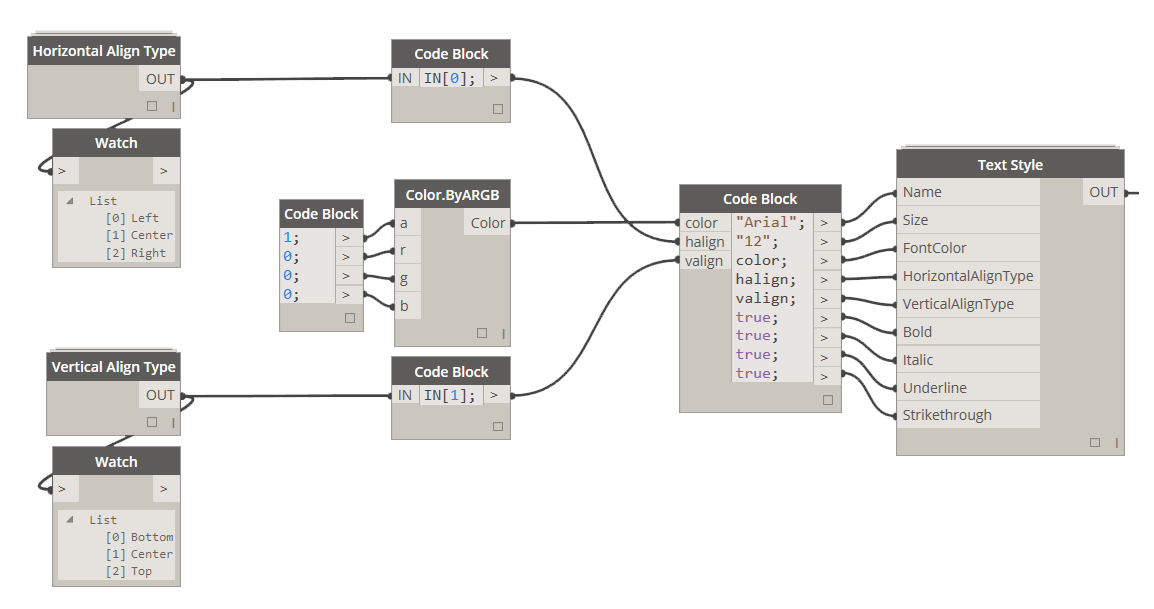 Horizontal Align Type
OUT
Watch
> >
List
[0] Left
[1] Center
[2] Right
Code Block
IN IN[0]; >
Code Block
1; >
0; >
0; >
0; >
Color.ByARGB
a Color
r
g
b
Vertical Align Type
OUT
Watch
> >
List
[0] Bottom
[1] Center
[2] Top
Code Block
IN IN[1]; >
Code Block
color "Arial"; >
halign "12"; >
valign color; >
halign; >
valign; >
true; >
true; >
true; >
true; >
Text Style
Name OUT
Size
FontColor
HorizontalAlignType
VerticalAlignType
Bold
Italic
Underline
Strikethrough